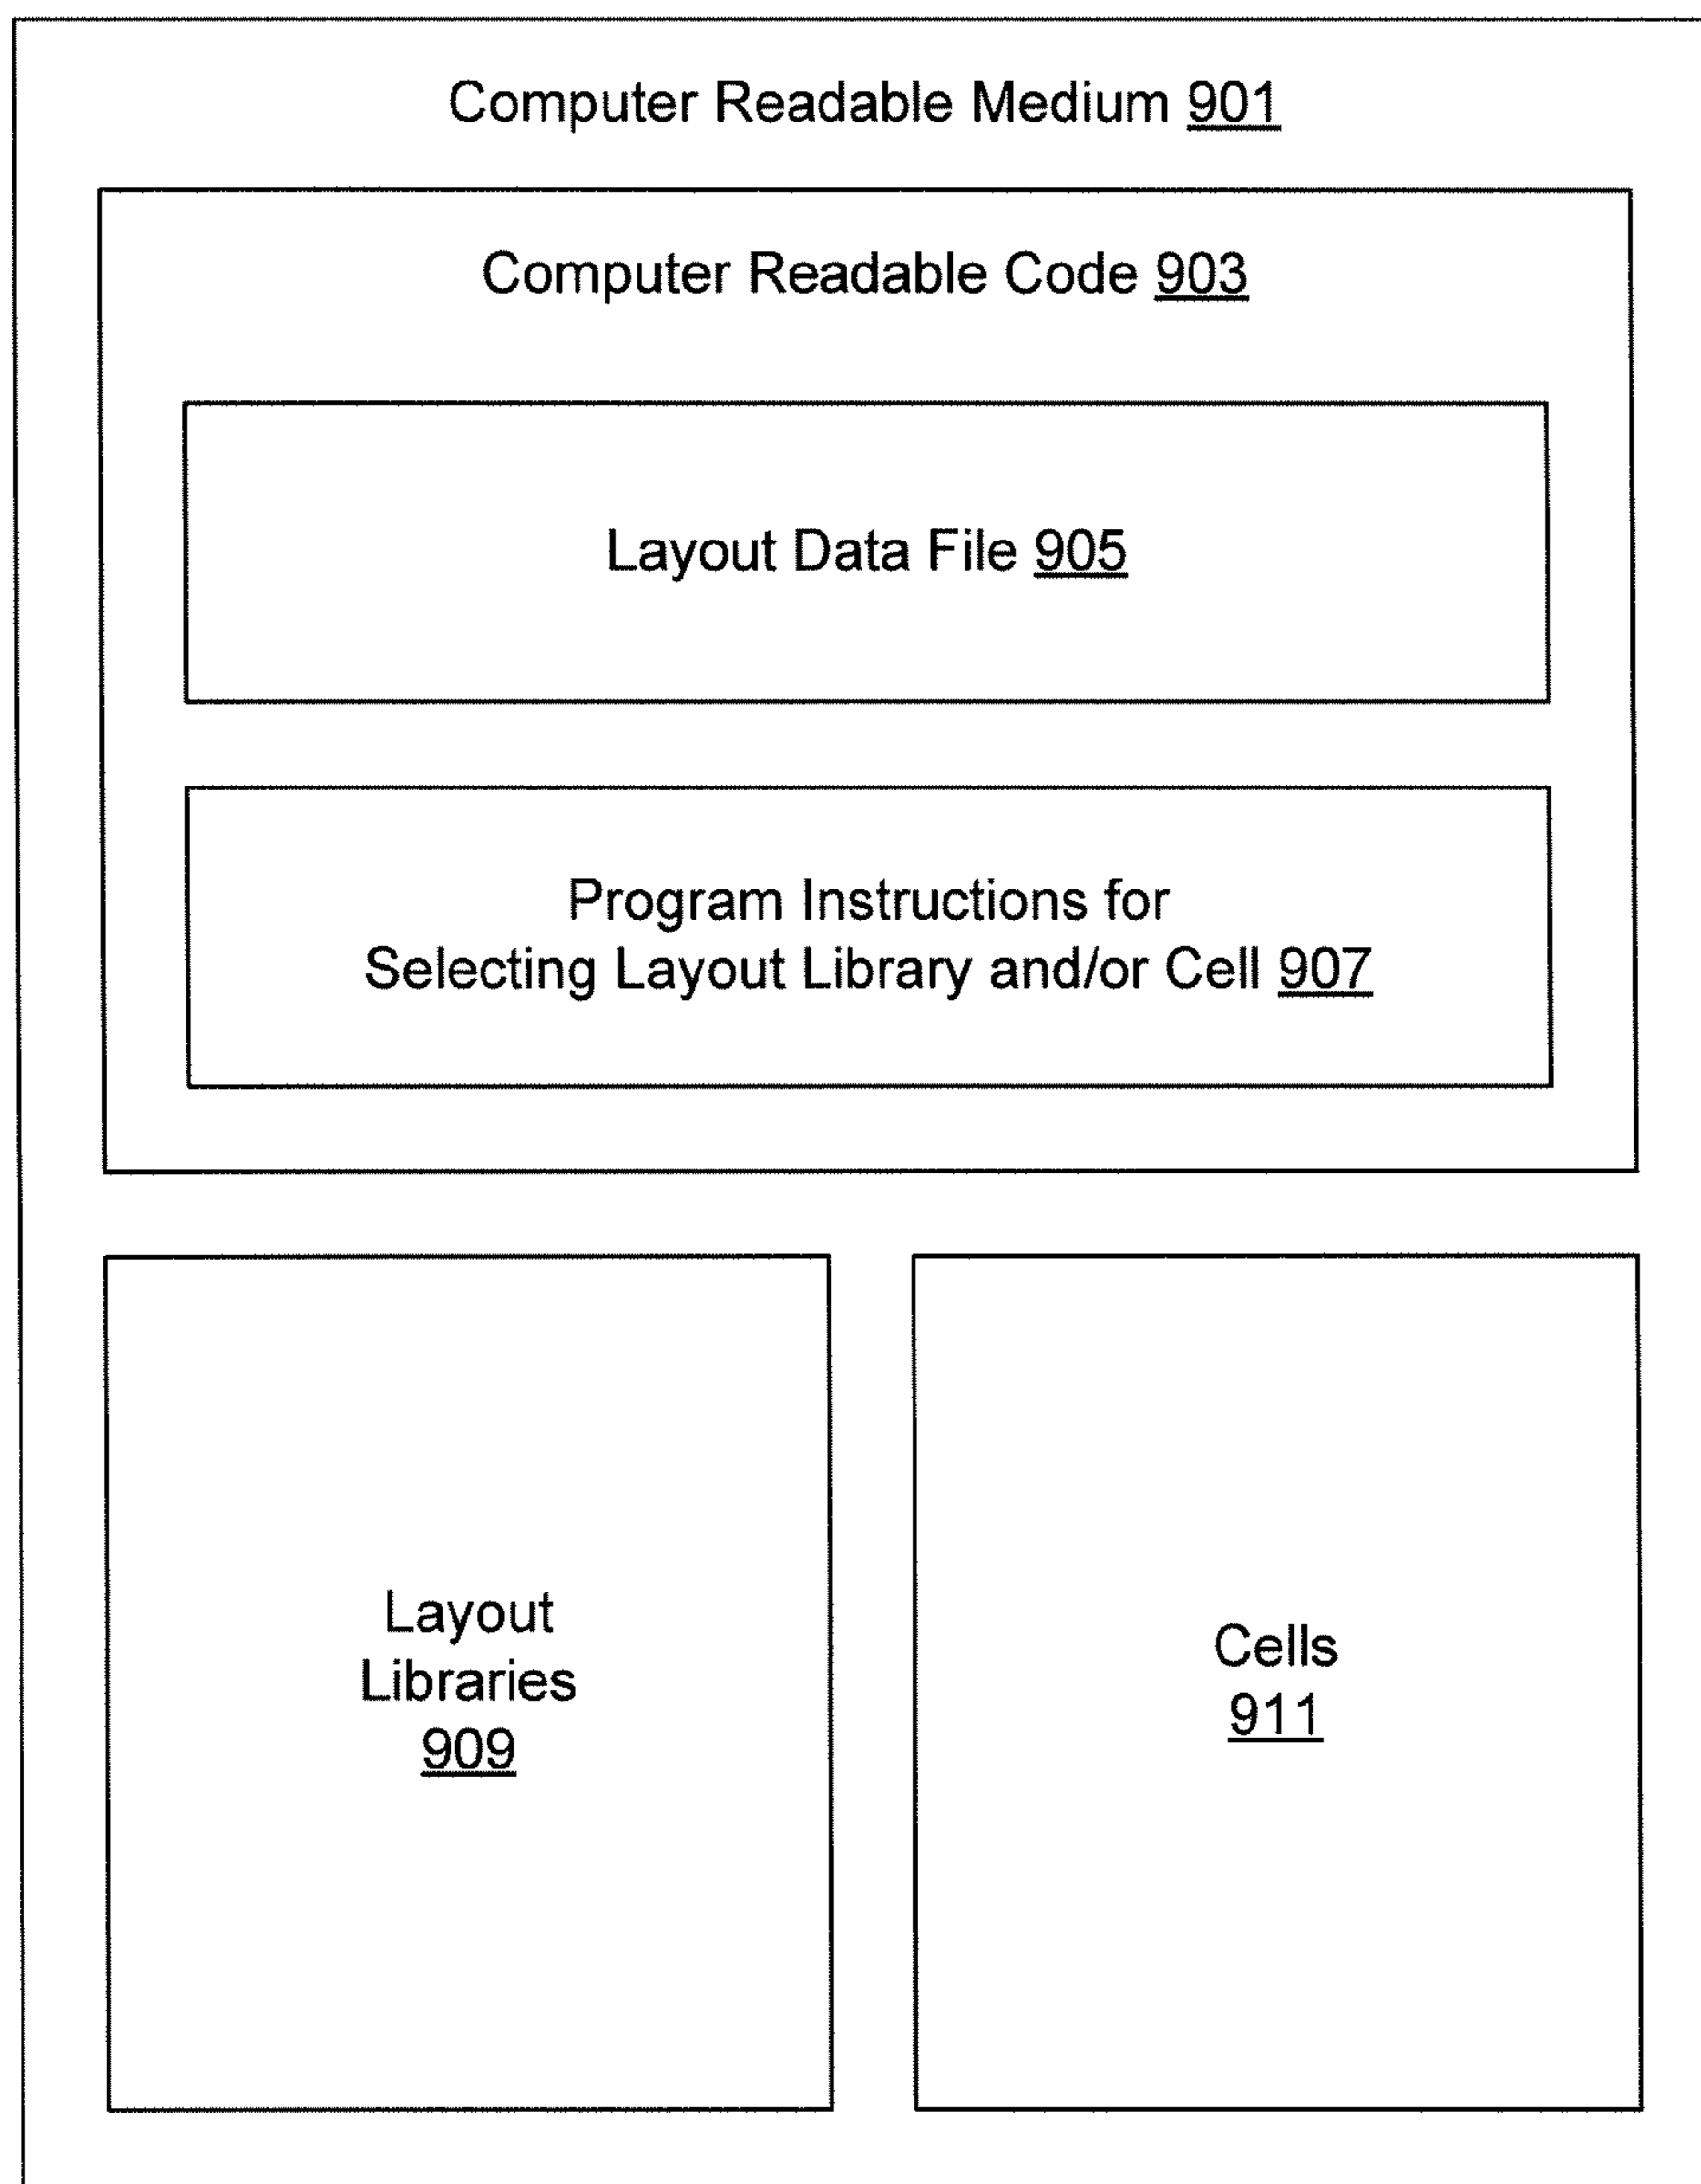 Computer Readable Medium 901
Computer Readable Code 903
Layout Data File 905
Program Instructions for
Selecting Layout Library and/or Cell 907
Layout
Libraries
909
Cells
911